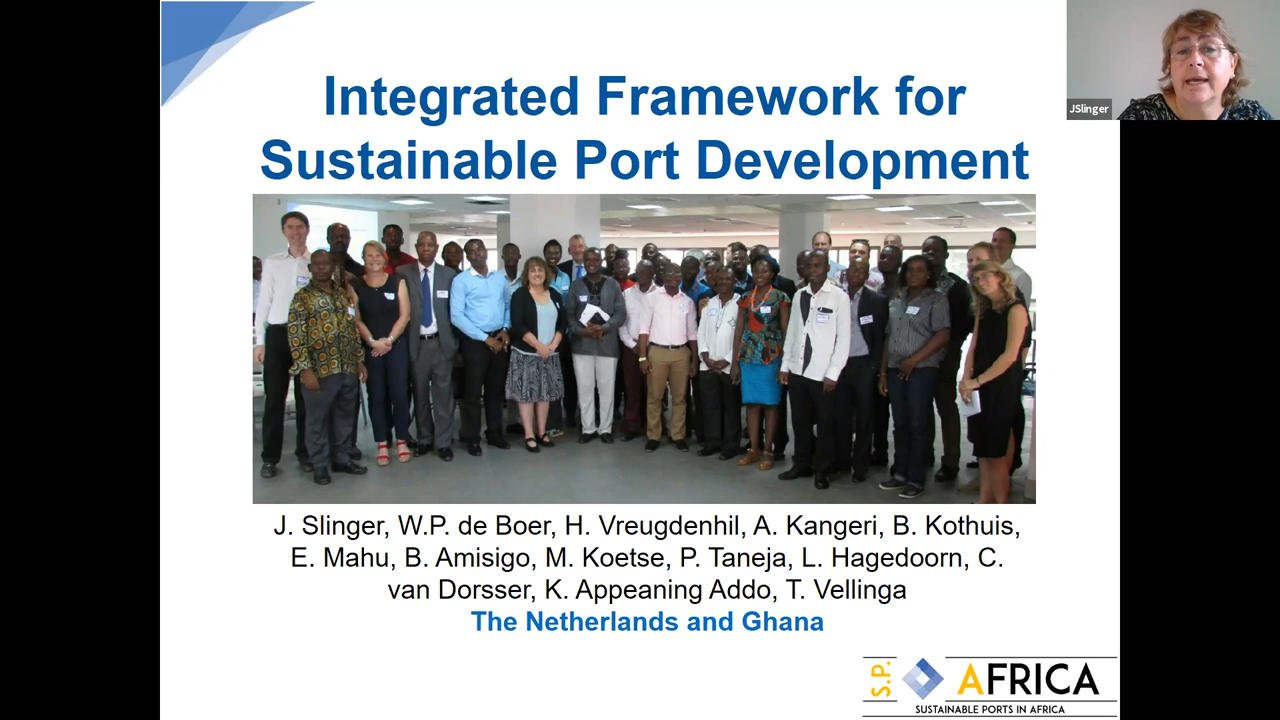 Integrated Framework for
Sustainable Port Development
JSlinger
J. Slinger, W.P. de Boer, H. Vreugdenhil, A. Kangeri, B. Kothuis,
E. Mahu, B. Amisigo, M. Koetse, P. Taneja, L. Hagedoorn, C.
van Dorsser, K. Appeaning Addo, T. Vellinga
The Netherlands and Ghana
S.P.
AFRICA
SUSTAINABLE PORTS IN AFRICA